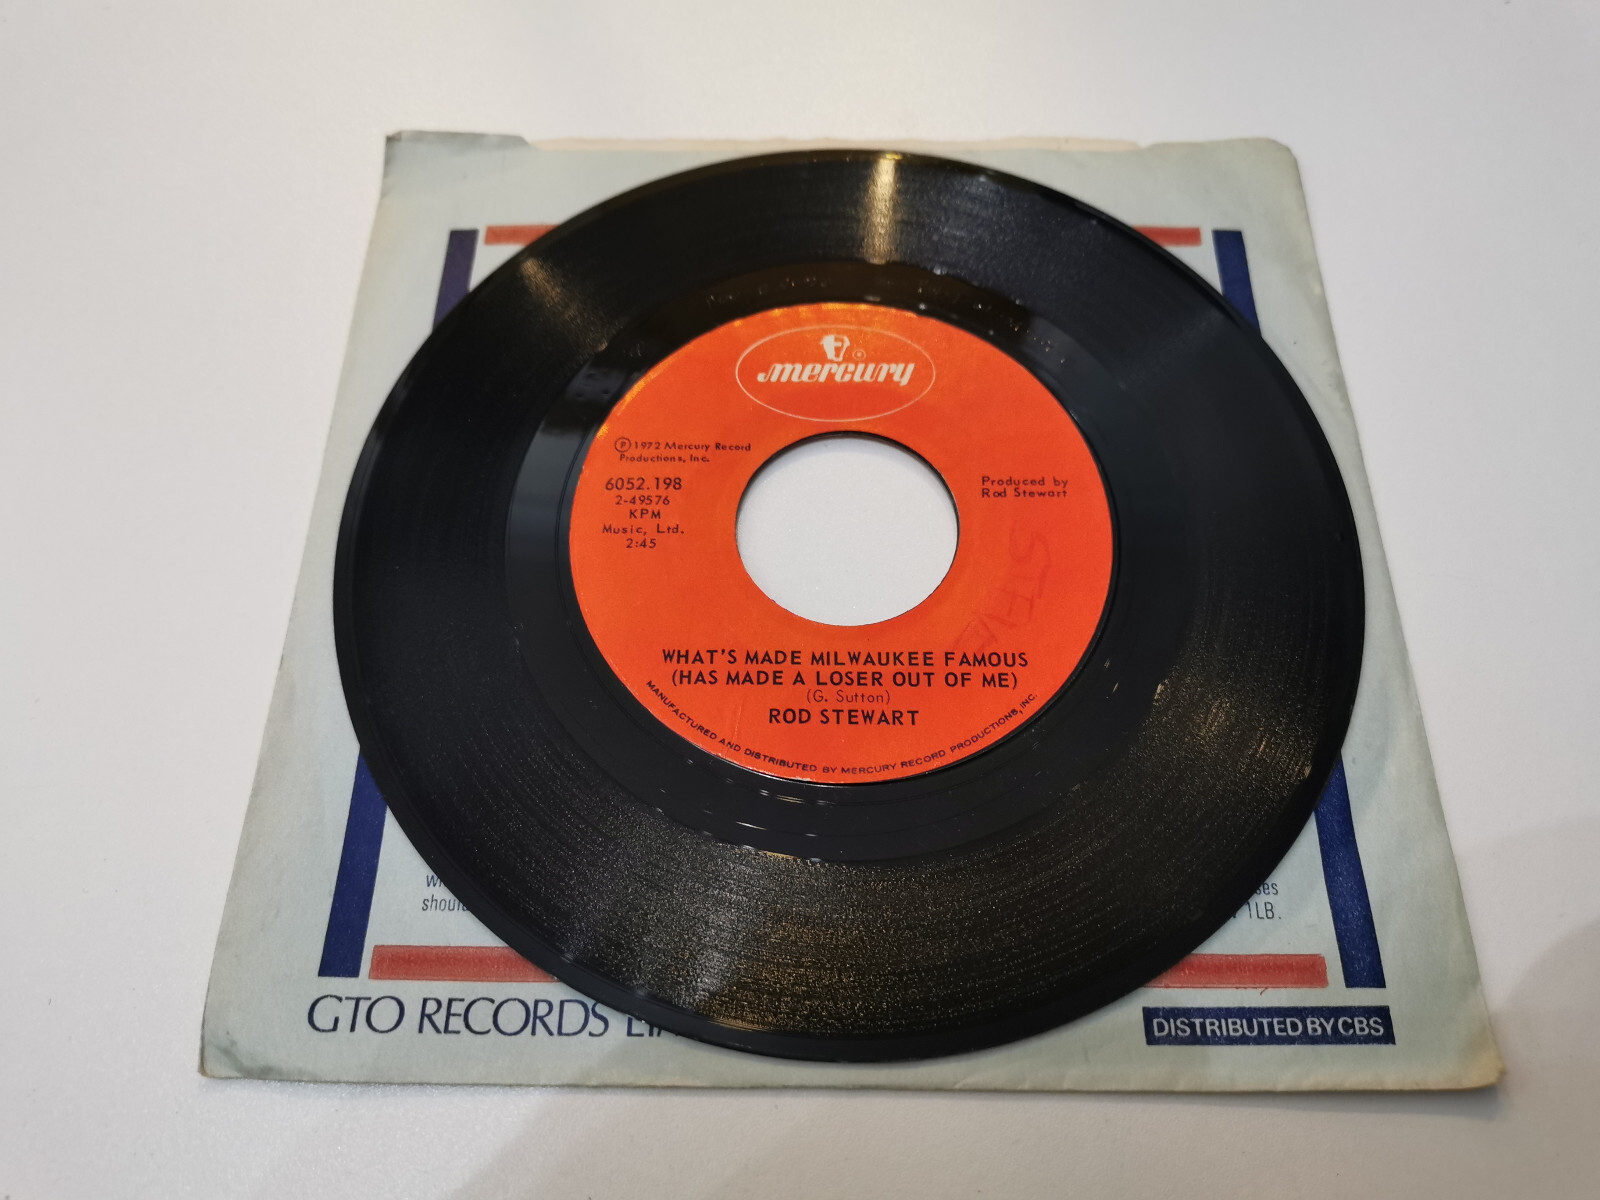 mercury
℗ 1972 Mercury Record
Productions, Inc.
6052.198
2-49576
KPM
Music, Ltd.
2:45
Produced by
Rod Stewart
STEVE
WHAT'S MADE MILWAUKEE FAMOUS
(HAS MADE A LOSER OUT OF ME)
(G. Sutton)
ROD STEWART
MANUFACTURED AND DISTRIBUTED BY MERCURY RECORD PRODUCTIONS, INC.
1LB.
GTO RECORDS
DISTRIBUTED BY CBS